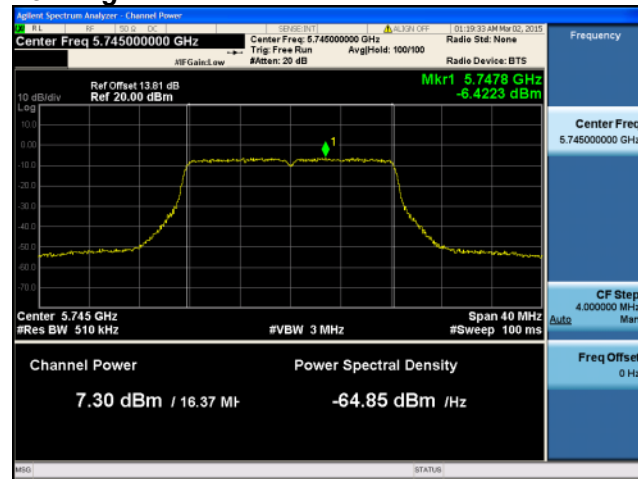 Agilent Spectrum Analyzer - Channel Power
RL RF 50 Ω DC SENSE:INT ALIGN OFF 01:19:33 AM Mar 02, 2015
Center Freq 5.745000000 GHz
Center Freq: 5.745000000 GHz
Radio Std: None
Trig: Free Run Avg|Hold: 100/100
#IFGain:Low #Atten: 20 dB Radio Device: BTS
Frequency
Ref Offset 13.81 dB
10 dB/div Ref 20.00 dBm
Mkr1 5.7478 GHz
-6.4223 dBm
Log
10.0
0.00
-10.0
-20.0
-30.0
-40.0
-50.0
-60.0
-70.0
1
Center Freq
5.745000000 GHz
Center 5.745 GHz Span 40 MHz
#Res BW 510 kHz #VBW 3 MHz #Sweep 100 ms
CF Step
4.000000 MHz
Auto Man
Channel Power Power Spectral Density
7.30 dBm / 16.37 MH -64.85 dBm /Hz
Freq Offset
0 Hz
MSG STATUS